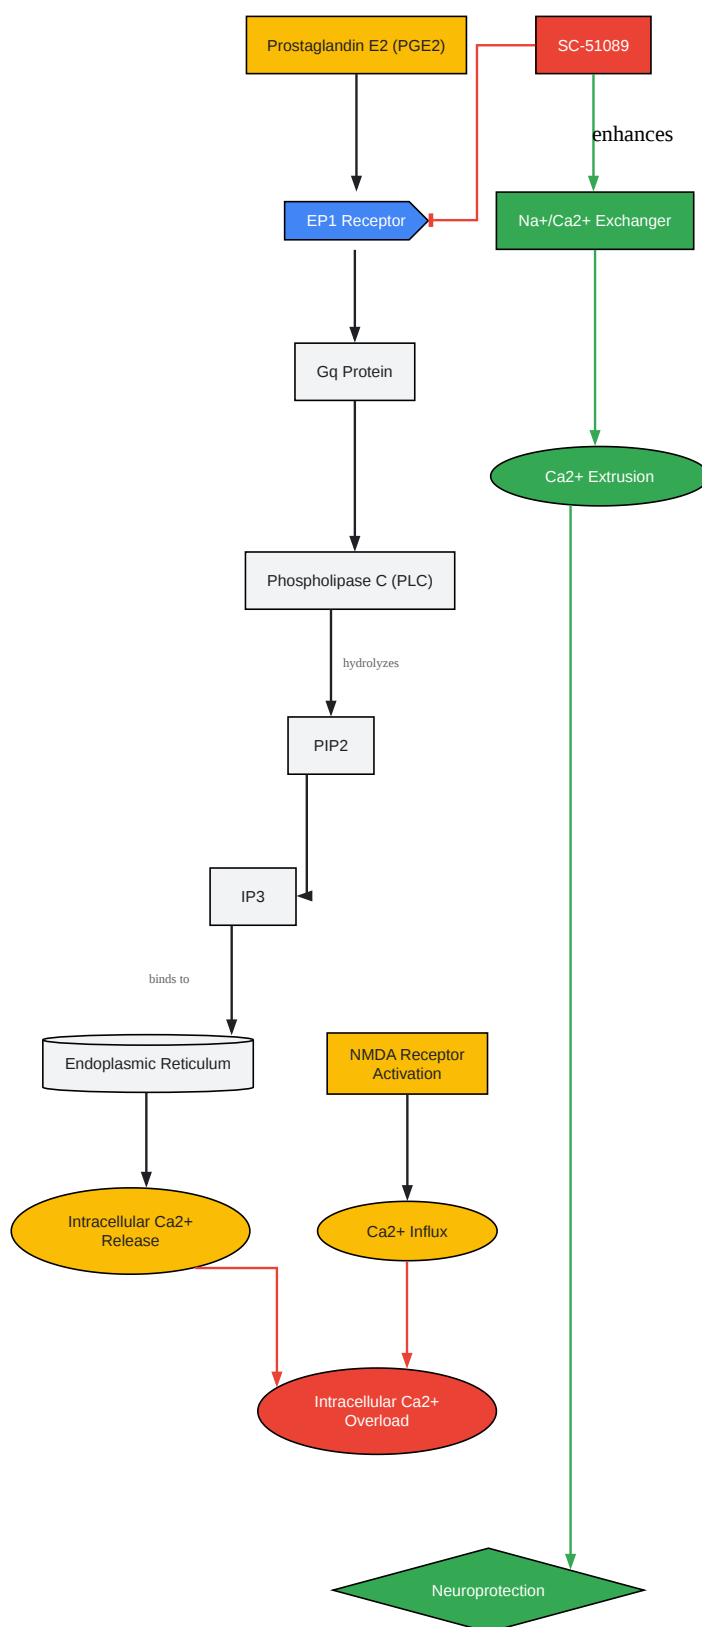 Prostaglandin E2 (PGE2)
SC-51089
enhances
EP1 Receptor
Na+/Ca2+ Exchanger
Gq Protein
Ca2+ Extrusion
Phospholipase C (PLC)
hydrolyzes
PIP2
IP3
binds to
Endoplasmic Reticulum
NMDA Receptor
Activation
Intracellular Ca2+
Release
Ca2+ Influx
Intracellular Ca2+
Overload
Neuroprotection